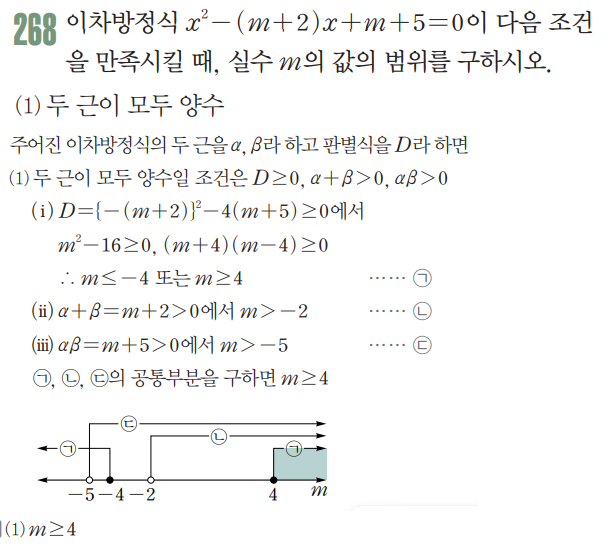 268 이차방정식 x²-(m+2)x+m+5=0이 다음 조건
을 만족시킬 때, 실수 m의 값의 범위를 구하시오.
(1) 두 근이 모두 양수
주어진 이차방정식의 두 근을 α, β라 하고 판별식을 D라 하면
(1) 두 근이 모두 양수일 조건은 D≥0, α+β>0, αβ>0
(ⅰ) D={-(m+2)}²-4(m+5)≥0에서
m²-16≥0, (m+4)(m-4)≥0
∴ m≤-4 또는 m≥4 …… ㉠
(ⅱ) α+β=m+2>0에서 m>-2 …… ㉡
(ⅲ) αβ=m+5>0에서 m>-5 …… ㉢
㉠, ㉡, ㉢의 공통부분을 구하면 m≥4
㉢
㉡
㉠ ㉠
-5 -4 -2 4 m
(1) m≥4